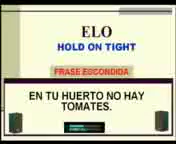 ELO
HOLD ON TIGHT
FRASE ESCONDIDA
EN TU HUERTO NO HAY
TOMATES.